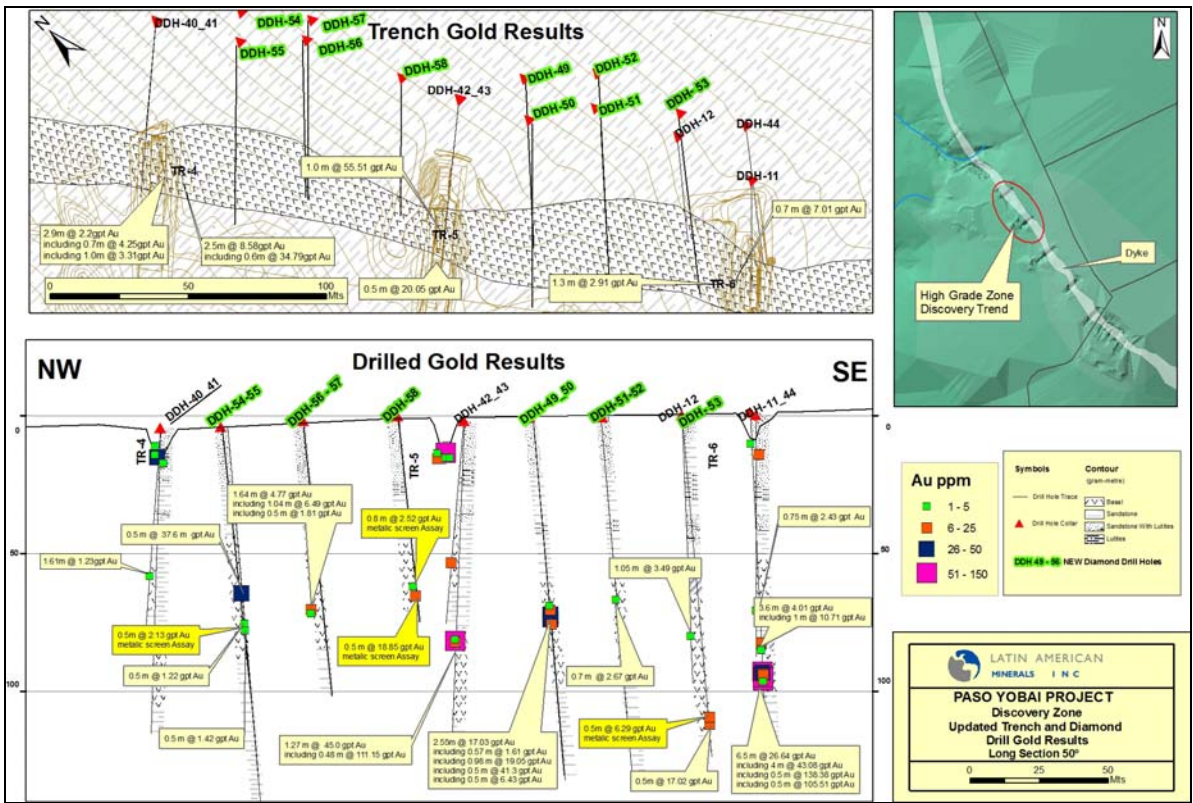 Trench Gold Results
N
DDH-40_41
DDH-54
DDH-55
DDH-57
DDH-56
DDH-58
DDH-42_43
DDH-49
DDH-50
DDH-52
DDH-51
DDH-53
DDH-12
DDH-44
DDH-11
TR-4
TR-5
TR-6
1.0 m @ 55.51 gpt Au
0.7 m @ 7.01 gpt Au
2.9m @ 2.2gpt Au
including 0.7m @ 4.25gpt Au
including 1.0m @ 3.31gpt Au
2.5m @ 8.58gpt Au
including 0.6m @ 34.79gpt Au
0.5 m @ 20.05 gpt Au
1.3 m @ 2.91 gpt Au
0 50 100
Mts
N
Dyke
High Grade Zone
Discovery Trend
Drilled Gold Results
NW
SE
DDH-40_41
DDH-54-55
DDH-56 - 57
DDH-58
DDH-42_43
DDH-49_50
DDH-51-52
DDH-12
DDH-.53
DDH-11_44
0
0
TR-4
TR-5
TR-6
50
50
100
100
1.64 m @ 4.77 gpt Au
including 1.04 m @ 6.49 gpt Au
including 0.5 m @ 1.81 gpt Au
0.8 m @ 2.52 gpt Au
metalic screen Assay
0.75 m @ 2.43 gpt Au
0.5 m @ 37.6 m gpt Au
1.61m @ 1.23gpt Au
1.05 m @ 3.49 gpt Au
3.6 m @ 4.01 gpt Au
including 1 m @ 10.71 gpt Au
0.5m @ 2.13 gpt Au
metalic screen Assay
0.5 m @ 18.85 gpt Au
metalic screen Assay
0.5 m @ 1.22 gpt Au
0.7 m @ 2.67 gpt Au
0.5 m @ 1.42 gpt Au
1.27 m @ 45.0 gpt Au
including 0.48 m @ 111.15 gpt Au
2.55m @ 17.03 gpt Au
including 0.57 m @ 1.61 gpt Au
including 0.98 m @ 19.05 gpt Au
including 0.5 m @ 41.3 gpt Au
including 0.5 m @ 6.43 gpt Au
0.5m @ 6.29 gpt Au
metalic screen Assay
0.5m @ 17.02 gpt Au
6.5 m @ 26.64 gpt Au
including 4 m @ 43.08 gpt Au
including 0.5 m @ 138.38 gpt Au
including 0.5 m @ 105.51 gpt Au
Au ppm
1 - 5
6 - 25
26 - 50
51 - 150
Symbols
Drill Hole Trace
Drill Hole Collar
Contour
(gram-metre)
Basal
Sandstone
Sandstone With Lutites
Lutites
DDH 49 - 56 NEW Diamond Drill Holes
LATIN AMERICAN
MINERALS INC
PASO YOBAI PROJECT
Discovery Zone
Updated Trench and Diamond
Drill Gold Results
Long Section 50º
0 25 50
Mts